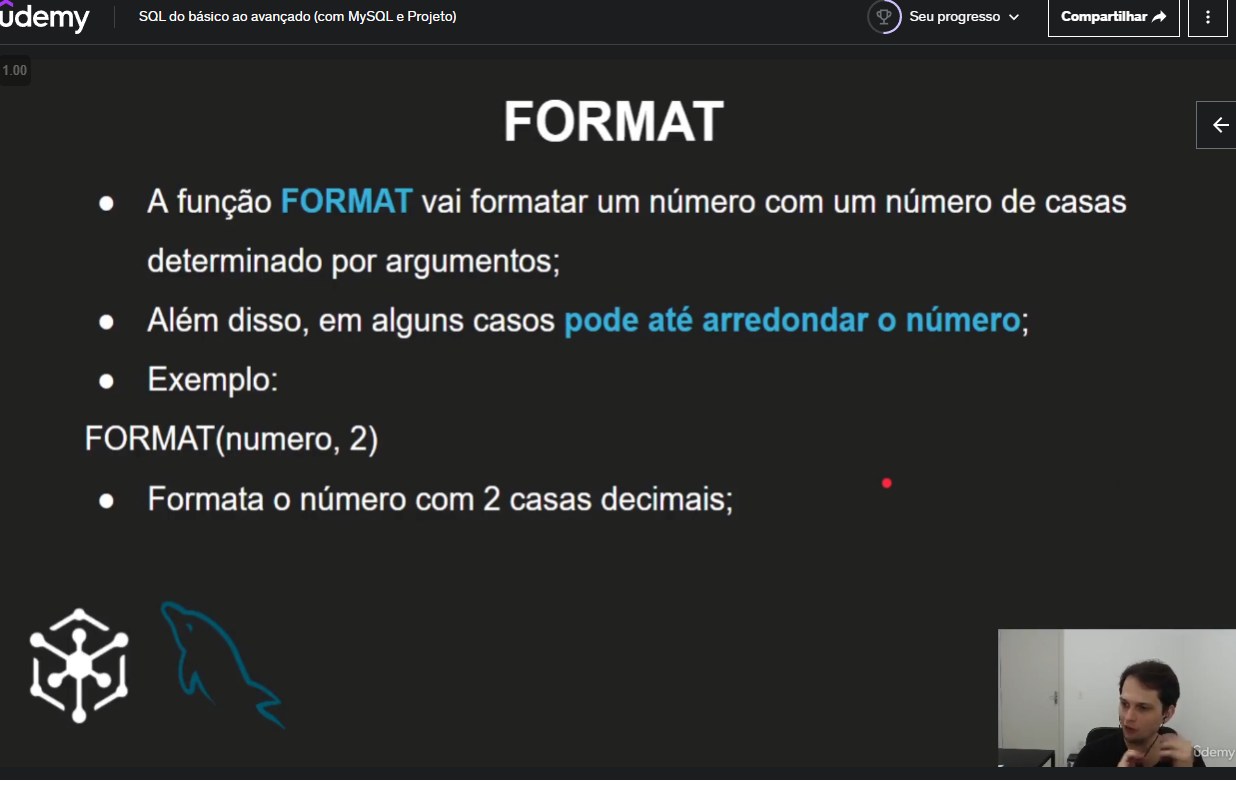 udemy
SQL do básico ao avançado (com MySQL e Projeto)
Seu progresso
Compartilhar
1.00
FORMAT
● A função FORMAT vai formatar um número com um número de casas
determinado por argumentos;
● Além disso, em alguns casos pode até arredondar o número;
● Exemplo:
FORMAT(numero, 2)
● Formata o número com 2 casas decimais;
ûdemy